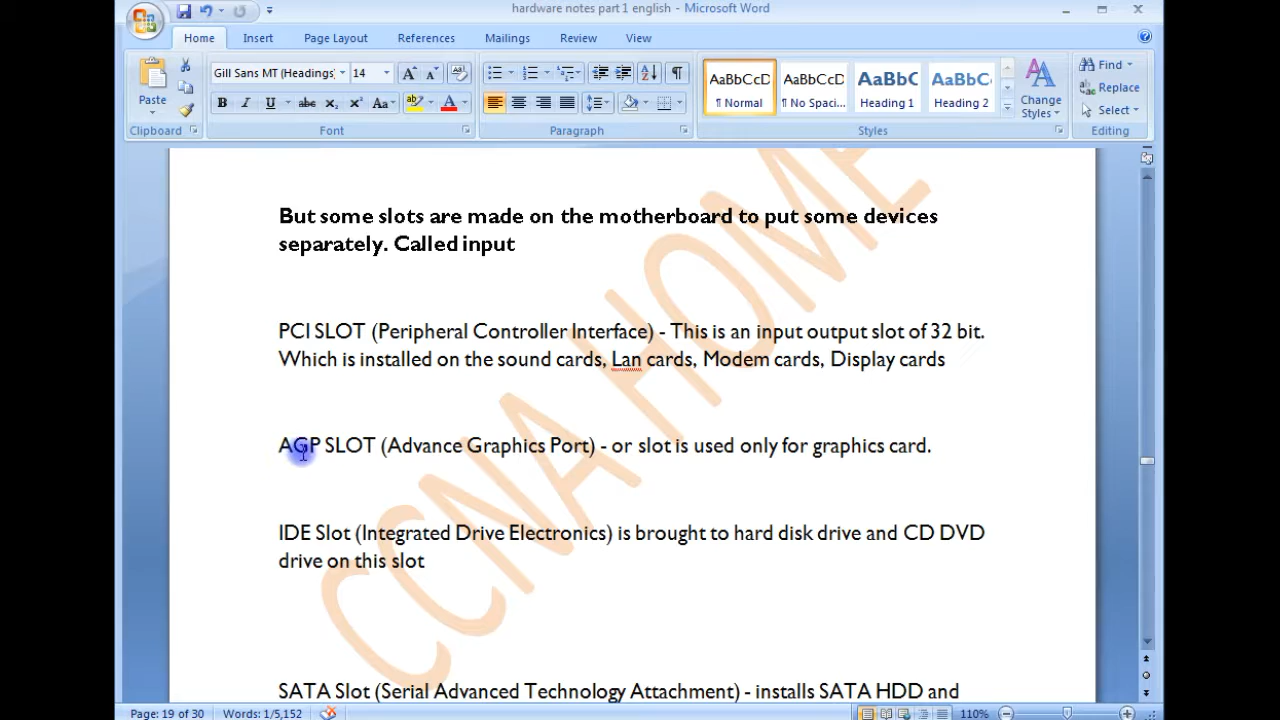 hardware notes part 1 english - Microsoft Word
Home Insert Page Layout References Mailings Review View
Paste
Clipboard
Gill Sans MT (Headings) 14
Font
Paragraph
AaBbCcD AaBbCcD AaBbC AaBbCc
¶ Normal ¶ No Spaci... Heading 1 Heading 2
Change
Styles
Styles
Find
Replace
Select
Editing
But some slots are made on the motherboard to put some devices
separately. Called input
PCI SLOT (Peripheral Controller Interface) - This is an input output slot of 32 bit.
Which is installed on the sound cards, Lan cards, Modem cards, Display cards
AGP SLOT (Advance Graphics Port) - or slot is used only for graphics card.
IDE Slot (Integrated Drive Electronics) is brought to hard disk drive and CD DVD
drive on this slot
SATA Slot (Serial Advanced Technology Attachment) - installs SATA HDD and
CCNA HOME
Page: 19 of 30 Words: 1/5,152 110%